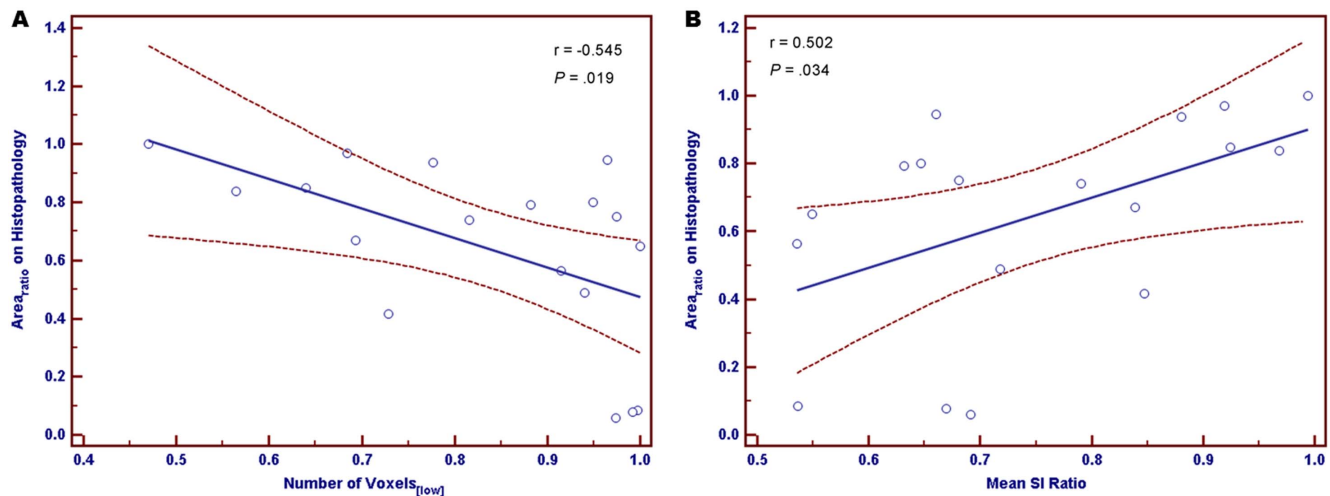 A
r = -0.545
P = .019
1.4
1.2
1.0
0.8
0.6
0.4
0.2
0.0
Area_ratio on Histopathology
0.4 0.5 0.6 0.7 0.8 0.9 1.0
Number of Voxels_[low]
B
r = 0.502
P = .034
1.2
1.0
0.8
0.6
0.4
0.2
0.0
Area_ratio on Histopathology
0.5 0.6 0.7 0.8 0.9 1.0
Mean SI Ratio